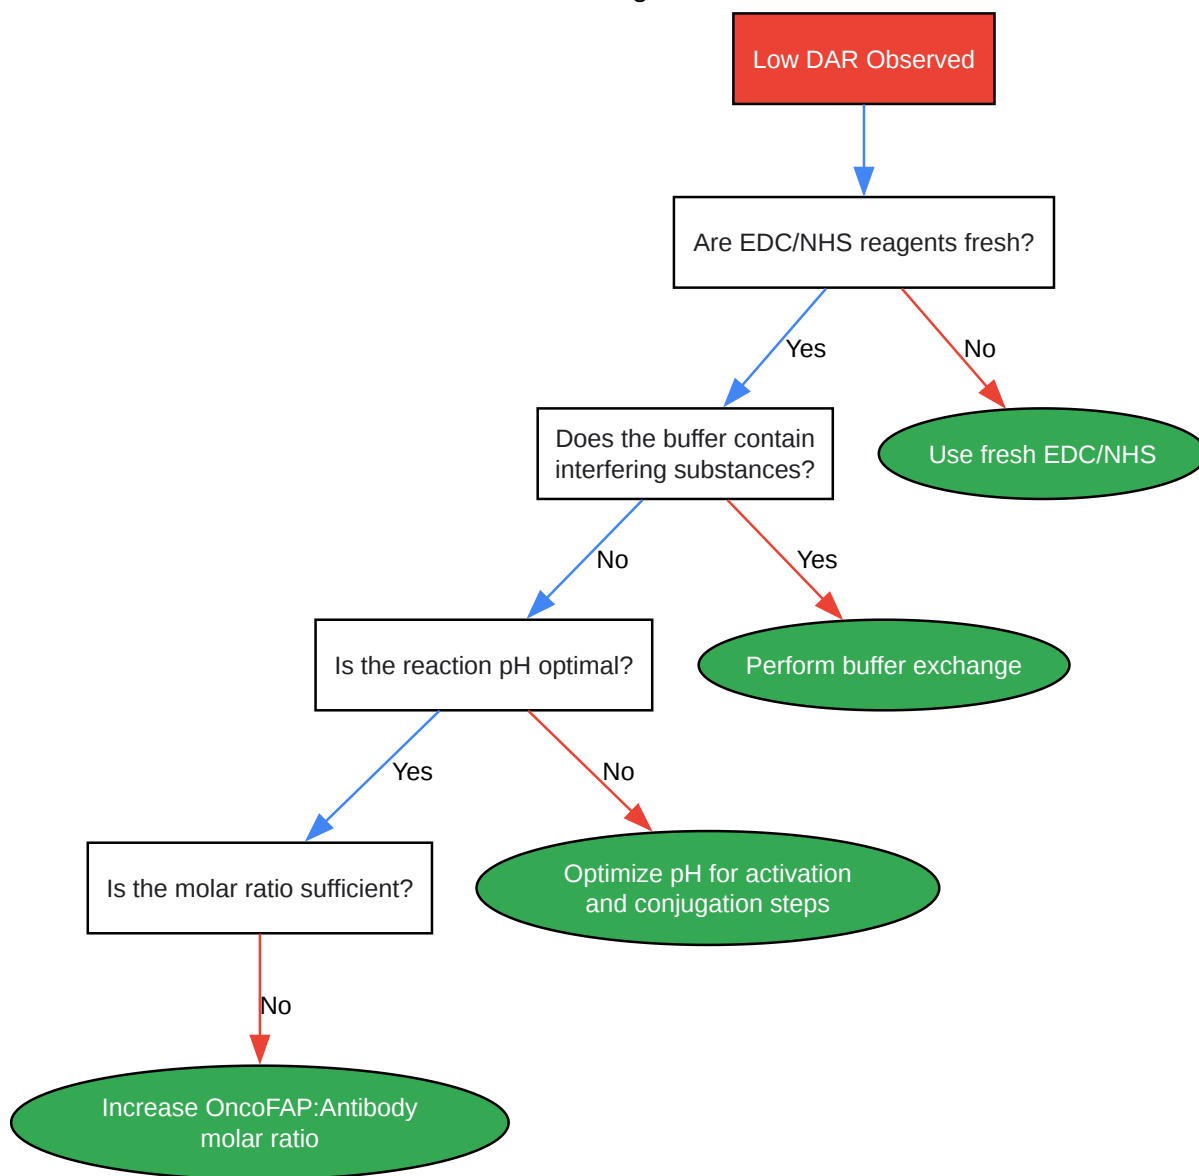 Low DAR Observed
Are EDC/NHS reagents fresh?
Yes
No
Does the buffer contain
interfering substances?
Use fresh EDC/NHS
No
Yes
Is the reaction pH optimal?
Perform buffer exchange
Yes
No
Is the molar ratio sufficient?
Optimize pH for activation
and conjugation steps
No
Increase OncoFAP:Antibody
molar ratio